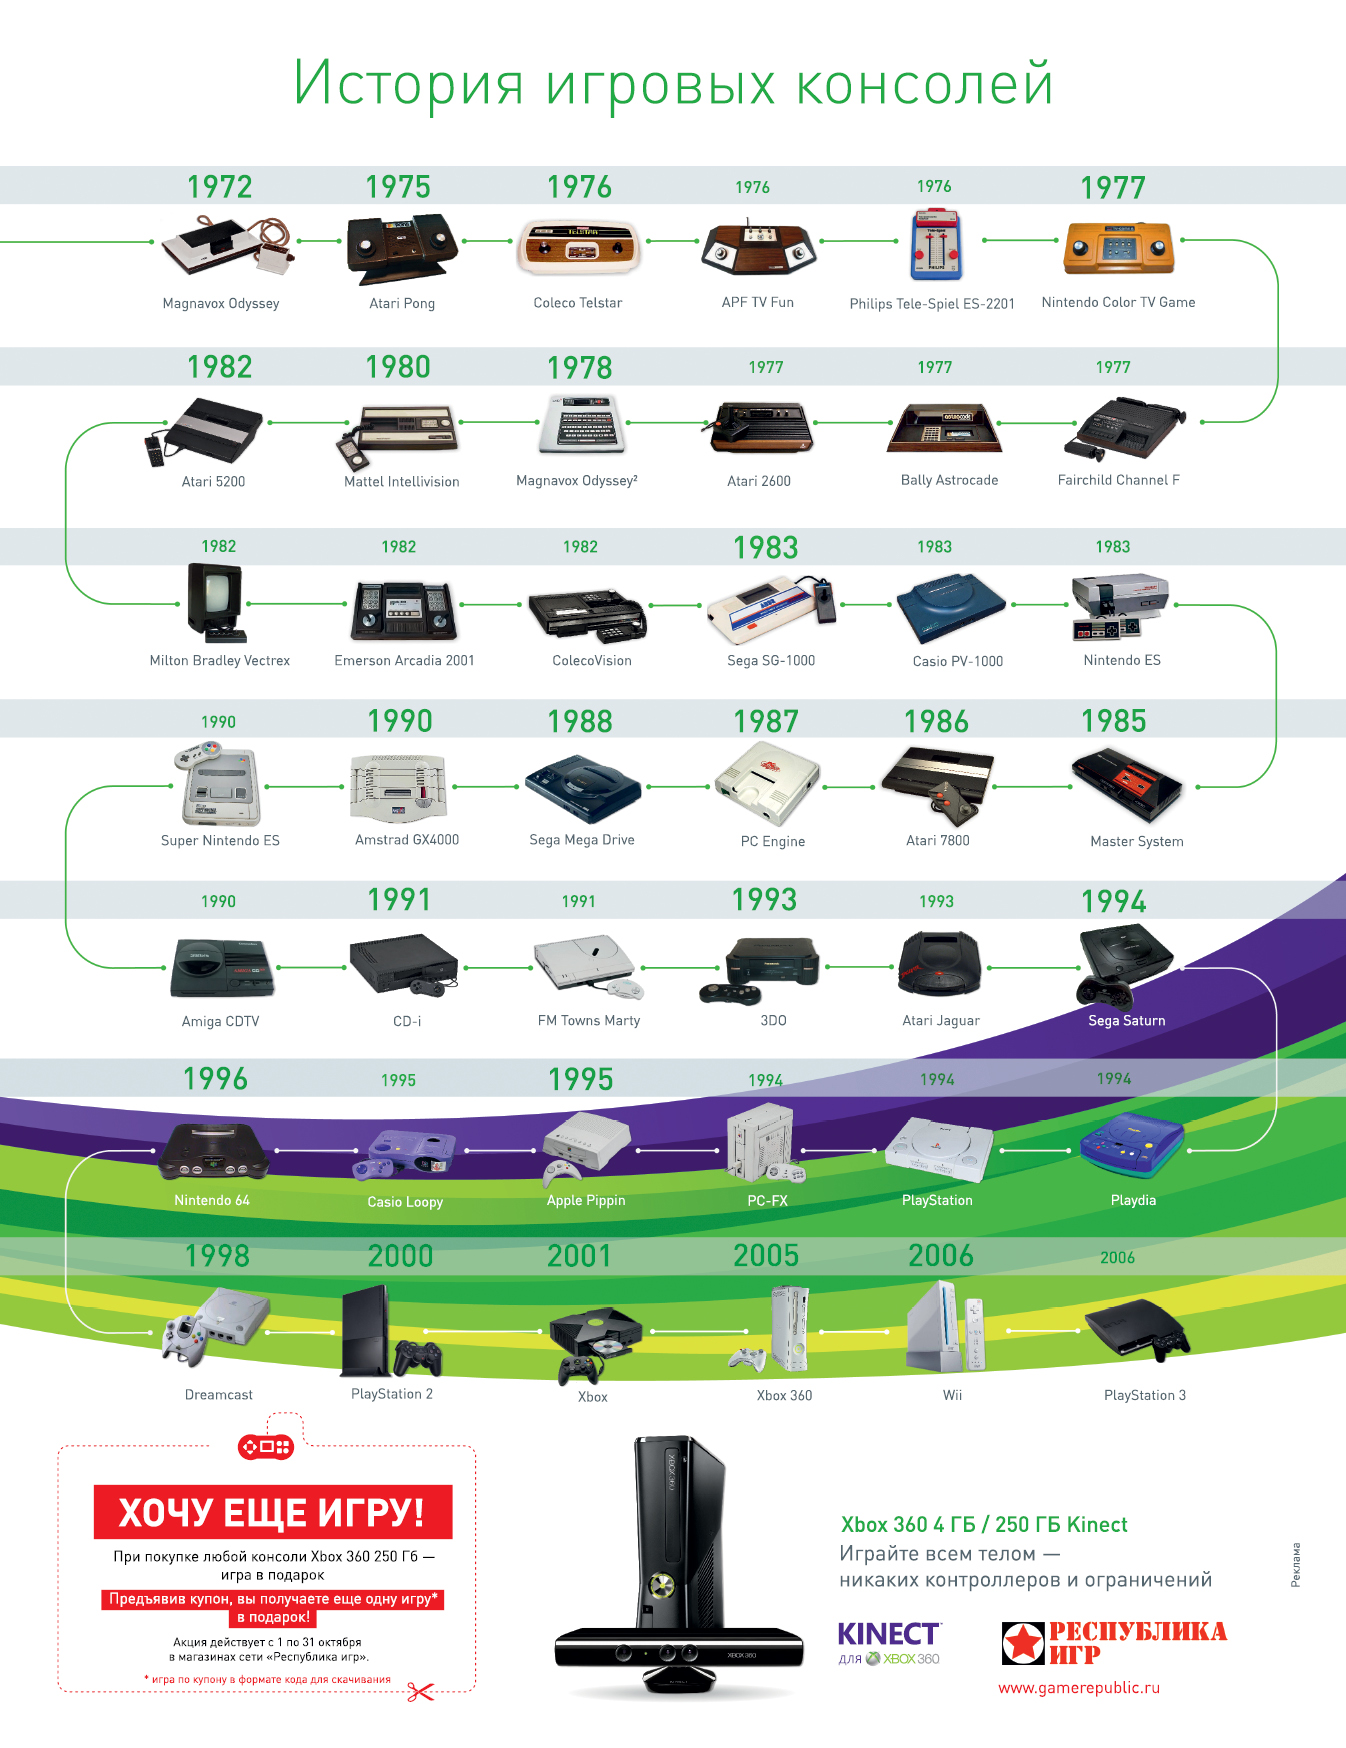 История игровых консолей
1972 1975 1976 1976 1976 1977
Magnavox Odyssey Atari Pong Coleco Telstar APF TV Fun Philips Tele-Spiel ES-2201 Nintendo Color TV Game
1982 1980 1978 1977 1977 1977
Atari 5200 Mattel Intellivision Magnavox Odyssey² Atari 2600 Bally Astrocade Fairchild Channel F
1982 1982 1982 1983 1983 1983
Milton Bradley Vectrex Emerson Arcadia 2001 ColecoVision Sega SG-1000 Casio PV-1000 Nintendo ES
1990 1990 1988 1987 1986 1985
Super Nintendo ES Amstrad GX4000 Sega Mega Drive PC Engine Atari 7800 Master System
1990 1991 1991 1993 1993 1994
Amiga CDTV CD-i FM Towns Marty 3DO Atari Jaguar Sega Saturn
1996 1995 1995 1994 1994 1994
Nintendo 64 Casio Loopy Apple Pippin PC-FX PlayStation Playdia
1998 2000 2001 2005 2006 2006
Dreamcast PlayStation 2 Xbox Xbox 360 Wii PlayStation 3
ХОЧУ ЕЩЕ ИГРУ!
При покупке любой консоли Xbox 360 250 Гб —
игра в подарок
Предъявив купон, вы получаете еще одну игру*
в подарок!
Акция действует с 1 по 31 октября
в магазинах сети «Республика игр».
* игра по купону в формате кода для скачивания
XBOX360
XBOX 360
Xbox 360 4 ГБ / 250 ГБ Kinect
Играйте всем телом —
никаких контроллеров и ограничений
KINECT
для XBOX 360
РЕСПУБЛИКА
ИГР
www.gamerepublic.ru
Реклама